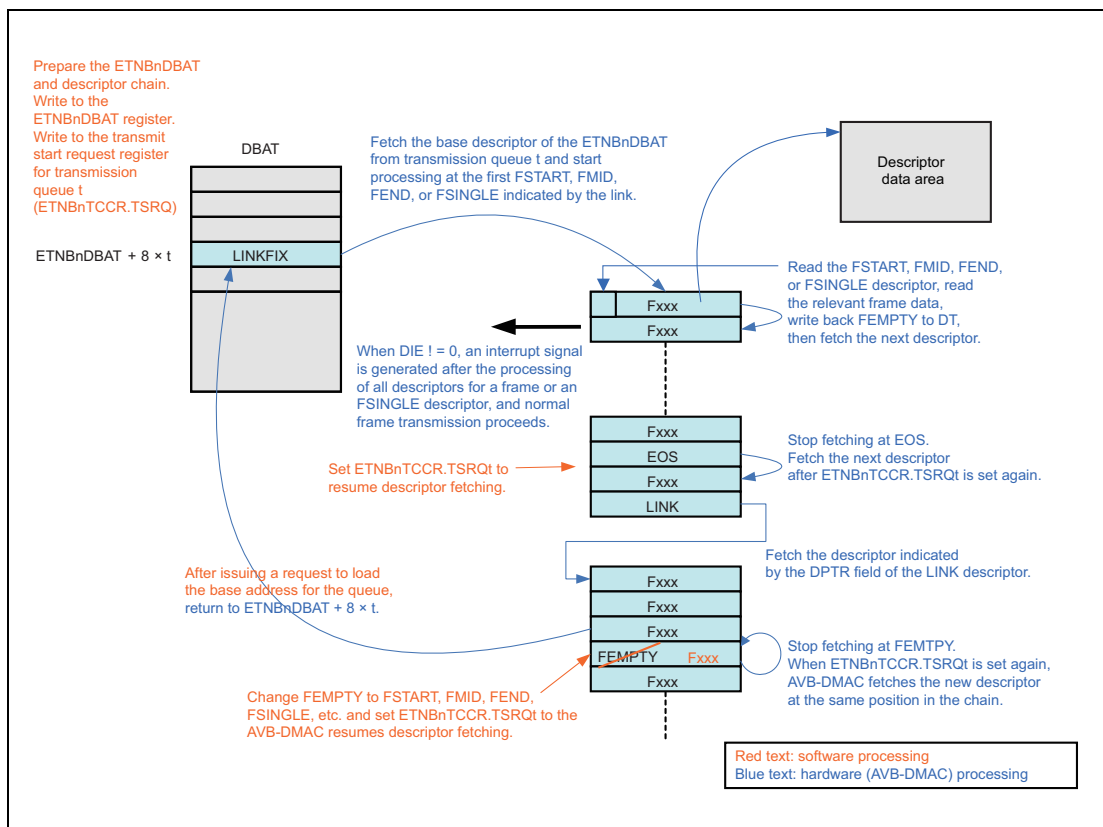 Prepare the ETNBnDBAT
and descriptor chain.
Write to the
ETNBnDBAT register.
Write to the transmit
start request register
for transmission
queue t
(ETNBnTCCR.TSRQ)
DBAT
Fetch the base descriptor of the ETNBnDBAT
from transmission queue t and start
processing at the first FSTART, FMID,
FEND, or FSINGLE indicated by the link.
Descriptor
data area
ETNBnDBAT + 8 × t
LINKFIX
Read the FSTART, FMID, FEND,
or FSINGLE descriptor, read
the relevant frame data,
write back FEMPTY to DT,
then fetch the next descriptor.
Fxxx
Fxxx
When DIE ! = 0, an interrupt signal
is generated after the processing
of all descriptors for a frame or an
FSINGLE descriptor, and normal
frame transmission proceeds.
Fxxx
EOS
Fxxx
LINK
Stop fetching at EOS.
Fetch the next descriptor
after ETNBnTCCR.TSRQt is set again.
Set ETNBnTCCR.TSRQt to
resume descriptor fetching.
Fetch the descriptor indicated
by the DPTR field of the LINK descriptor.
After issuing a request to load
the base address for the queue,
return to ETNBnDBAT + 8 × t.
Fxxx
Fxxx
Fxxx
FEMPTY Fxxx
Fxxx
Stop fetching at FEMTPY.
When ETNBnTCCR.TSRQt is set again,
AVB-DMAC fetches the new descriptor
at the same position in the chain.
Change FEMPTY to FSTART, FMID, FEND,
FSINGLE, etc. and set ETNBnTCCR.TSRQt to the
AVB-DMAC resumes descriptor fetching.
Red text: software processing
Blue text: hardware (AVB-DMAC) processing